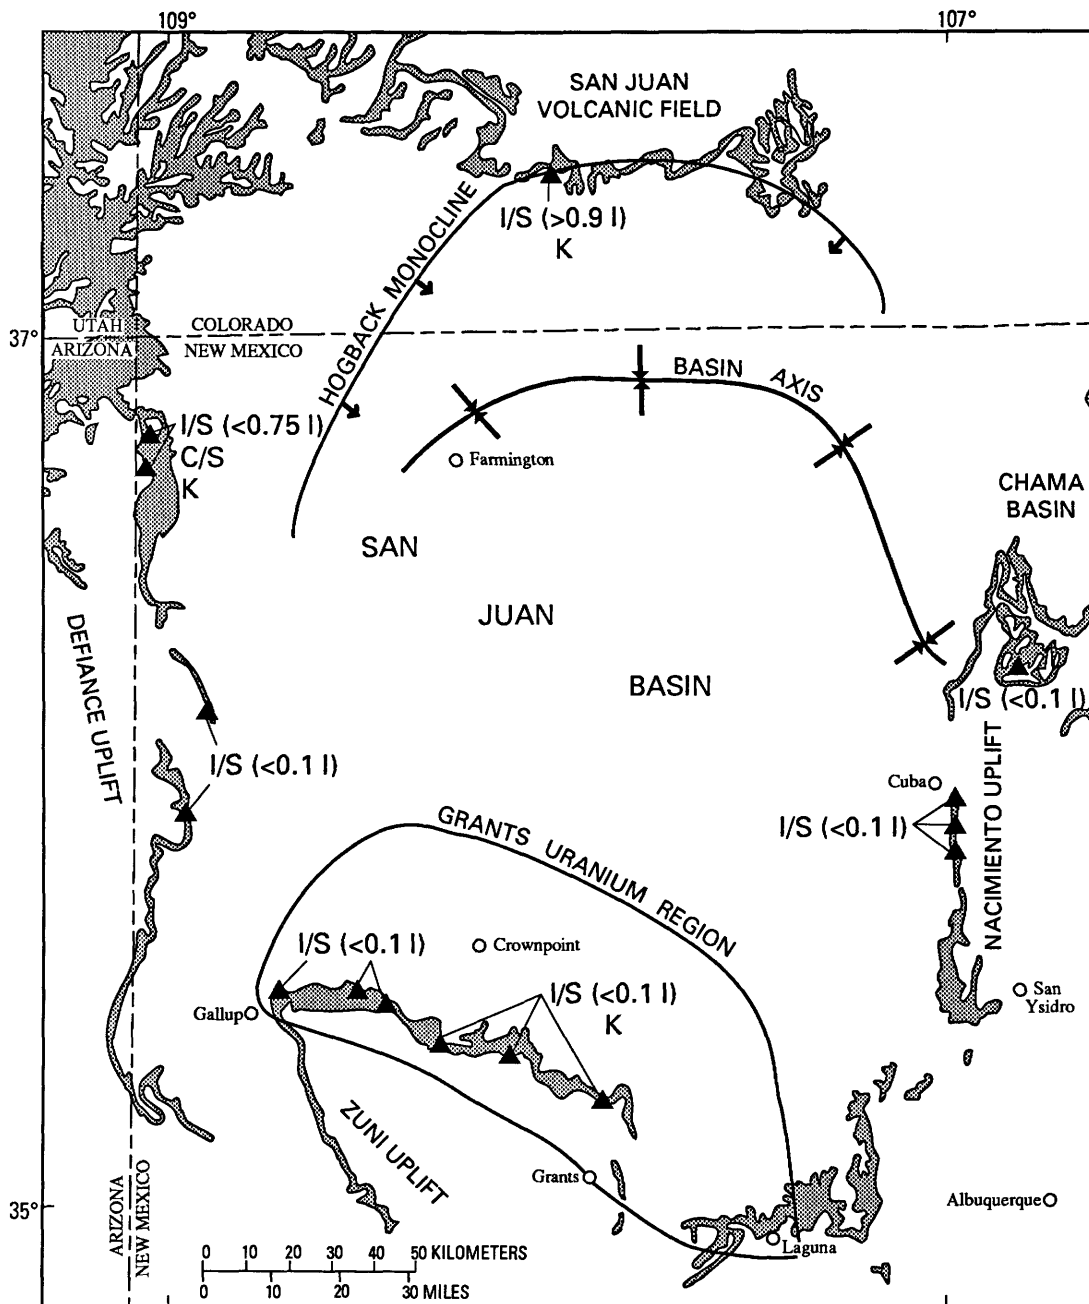 109°
107°
SAN JUAN
VOLCANIC FIELD
I/S (>0.9 I)
K
HOGBACK MONOCLINE
UTAH
COLORADO
37°
ARIZONA
NEW MEXICO
BASIN AXIS
I/S (<0.75 I)
C/S
K
Farmington
CHAMA
BASIN
SAN
JUAN
BASIN
DEFIANCE UPLIFT
I/S (<0.1 I)
I/S (<0.1 I)
NACIMIENTO UPLIFT
Cuba
I/S (<0.1 I)
GRANTS URANIUM REGION
I/S (<0.1 I)
Crownpoint
I/S (<0.1 I)
K
Gallup
San
Ysidro
ZUNI UPLIFT
Grants
Albuquerque
35°
ARIZONA
NEW MEXICO
Laguna
0 10 20 30 40 50 KILOMETERS
0 10 20 30 MILES